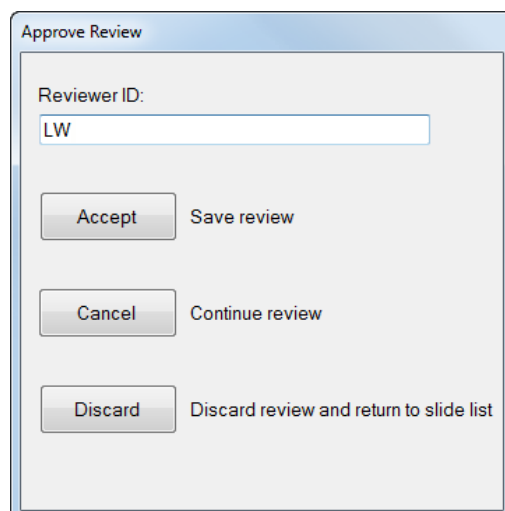 Approve Review
Reviewer ID:
LW
Accept Save review
Cancel Continue review
Discard Discard review and return to slide list